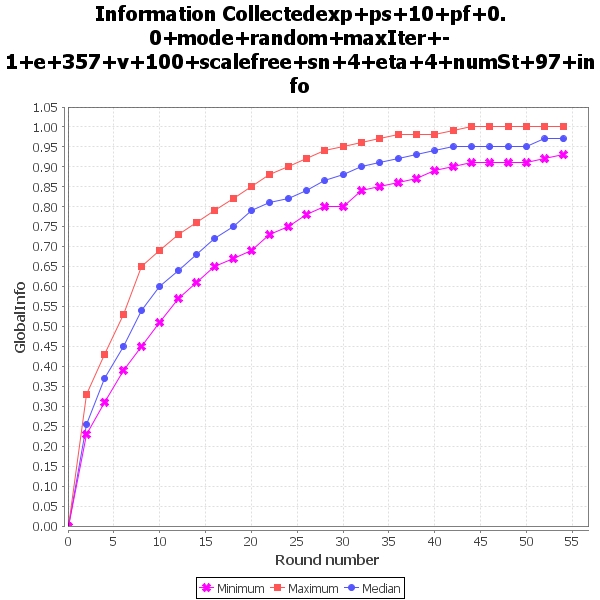 Information Collectedexp+ps+10+pf+0.
0+mode+random+maxIter+-
1+e+357+v+100+scalefree+sn+4+eta+4+numSt+97+in
fo
1.05
1.00
0.95
0.90
0.85
0.80
0.75
0.70
0.65
0.60
0.55
0.50
0.45
0.40
0.35
0.30
0.25
0.20
0.15
0.10
0.05
0.00
GlobalInfo
0 5 10 15 20 25 30 35 40 45 50 55
Round number
Minimum Maximum Median